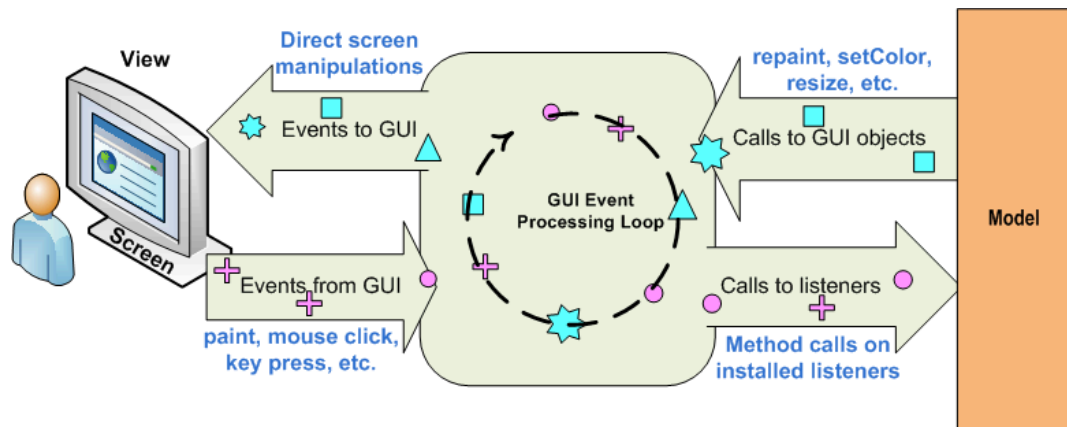 View
Direct screen
manipulations
Events to GUI
repaint, setColor,
resize, etc.
Calls to GUI objects
GUI Event
Processing Loop
Model
Screen
Events from GUI
paint, mouse click,
key press, etc.
Calls to listeners
Method calls on
installed listeners